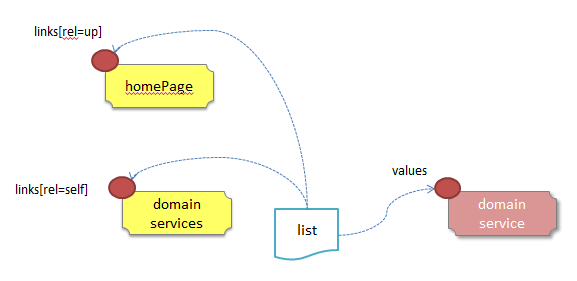 links[rel=up]
homePage
links[rel=self]
domain
services
list
values
domain
service